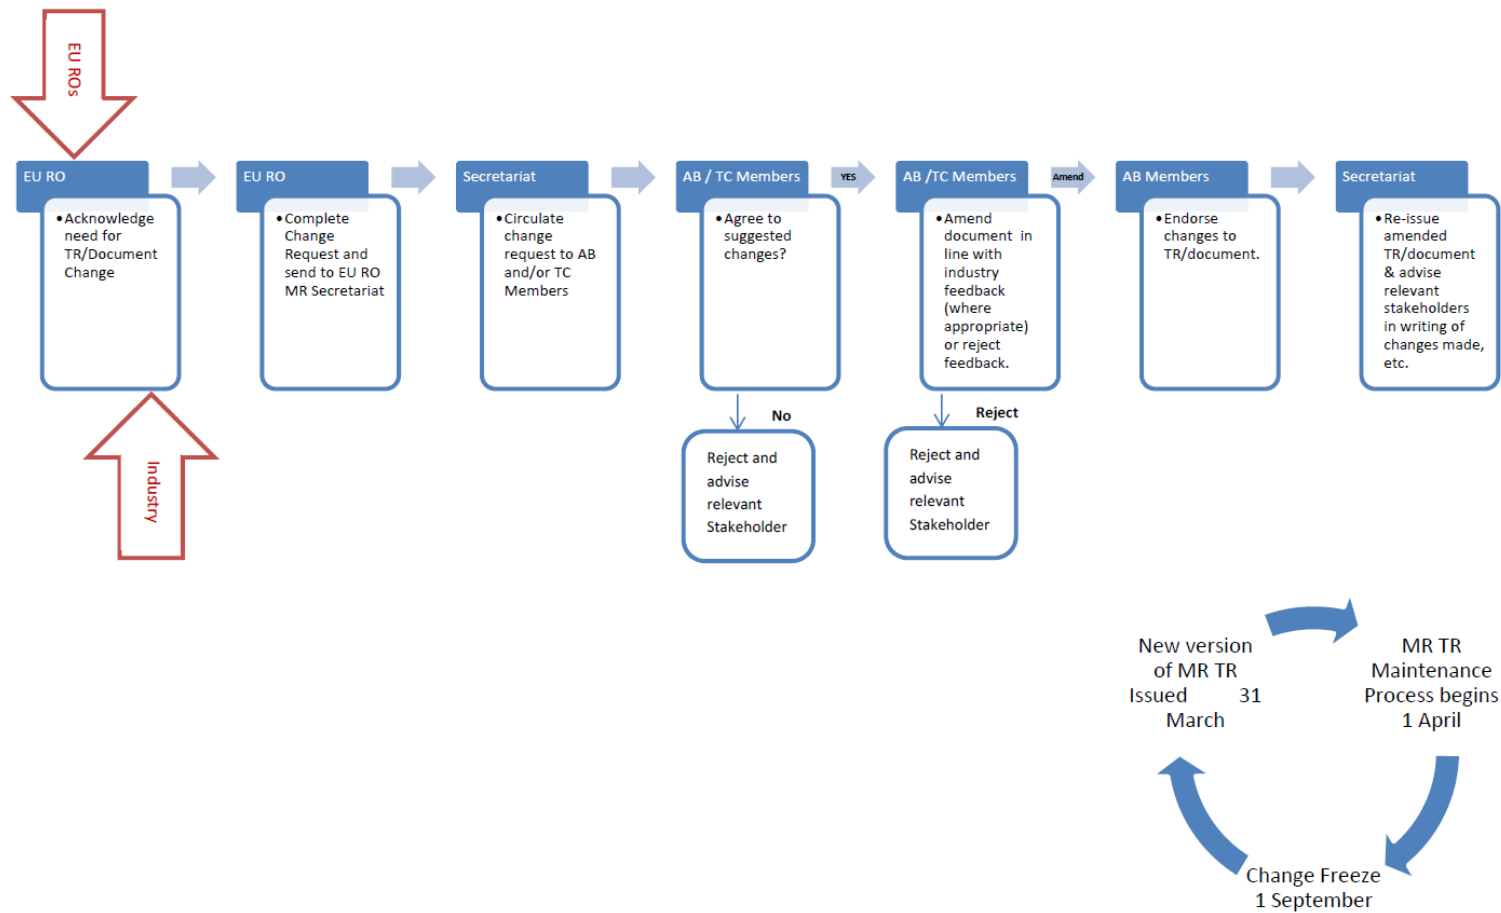 EU ROs
EU RO
•Acknowledge
need for
TR/Document
Change
Industry
EU RO
•Complete
Change
Request and
send to EU RO
MR Secretariat
Secretariat
•Circulate
change
request to AB
and/or TC
Members
AB / TC Members
•Agree to
suggested
changes?
YES
No
Reject and
advise
relevant
Stakeholder
AB /TC Members
•Amend
document in
line with
industry
feedback
(where
appropriate)
or reject
feedback.
Amend
Reject
Reject and
advise
relevant
Stakeholder
AB Members
•Endorse
changes to
TR/document.
Secretariat
•Re-issue
amended
TR/document
& advise
relevant
stakeholders
in writing of
changes made,
etc.
New version
of MR TR
Issued 31
March
MR TR
Maintenance
Process begins
1 April
Change Freeze
1 September